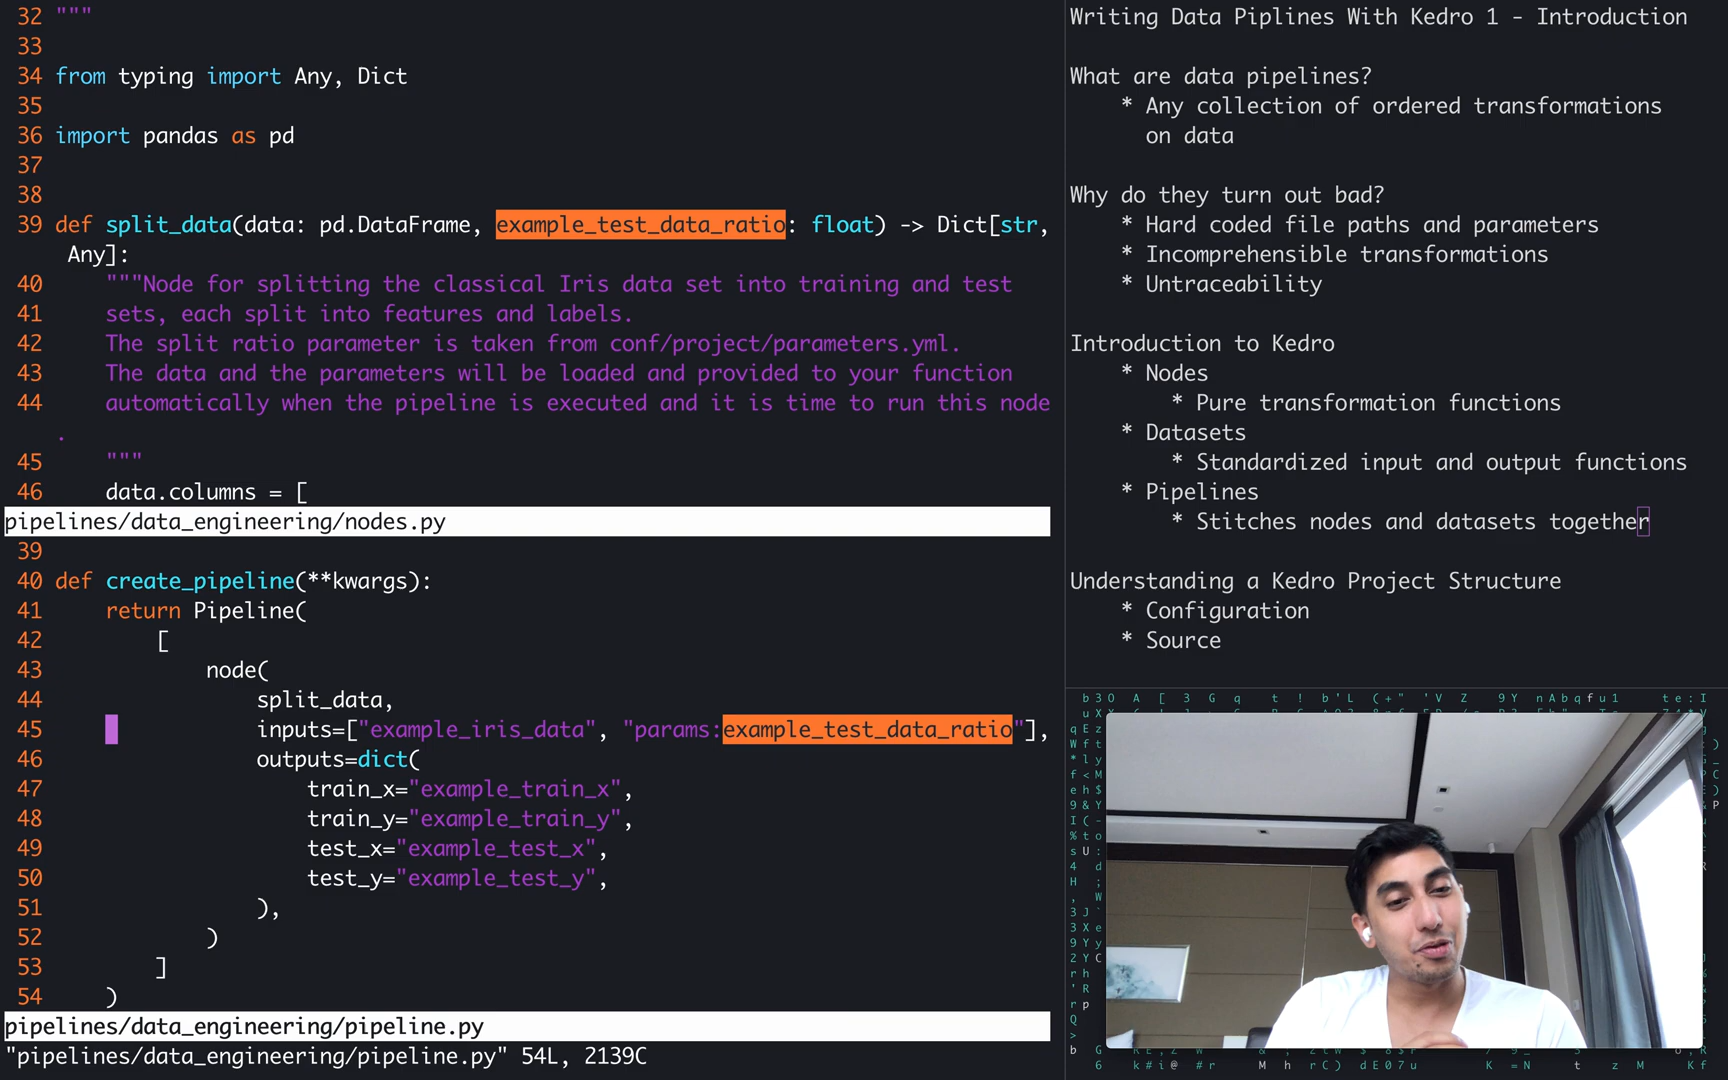 32 """
33
34 from typing import Any, Dict
35
36 import pandas as pd
37
38
39 def split_data(data: pd.DataFrame, example_test_data_ratio: float) -> Dict[str,
Any]:
40     """Node for splitting the classical Iris data set into training and test
41     sets, each split into features and labels.
42     The split ratio parameter is taken from conf/project/parameters.yml.
43     The data and the parameters will be loaded and provided to your function
44     automatically when the pipeline is executed and it is time to run this node
.
45     """
46     data.columns = [
pipelines/data_engineering/nodes.py
39
40 def create_pipeline(**kwargs):
41     return Pipeline(
42         [
43             node(
44                 split_data,
45                 inputs=["example_iris_data", "params:example_test_data_ratio"],
46                 outputs=dict(
47                     train_x="example_train_x",
48                     train_y="example_train_y",
49                     test_x="example_test_x",
50                     test_y="example_test_y",
51                 ),
52             )
53         ]
54     )
pipelines/data_engineering/pipeline.py
"pipelines/data_engineering/pipeline.py" 54L, 2139C
Writing Data Piplines With Kedro 1 - Introduction
What are data pipelines?
* Any collection of ordered transformations
on data
Why do they turn out bad?
* Hard coded file paths and parameters
* Incomprehensible transformations
* Untraceability
Introduction to Kedro
* Nodes
* Pure transformation functions
* Datasets
* Standardized input and output functions
* Pipelines
* Stitches nodes and datasets together
Understanding a Kedro Project Structure
* Configuration
* Source